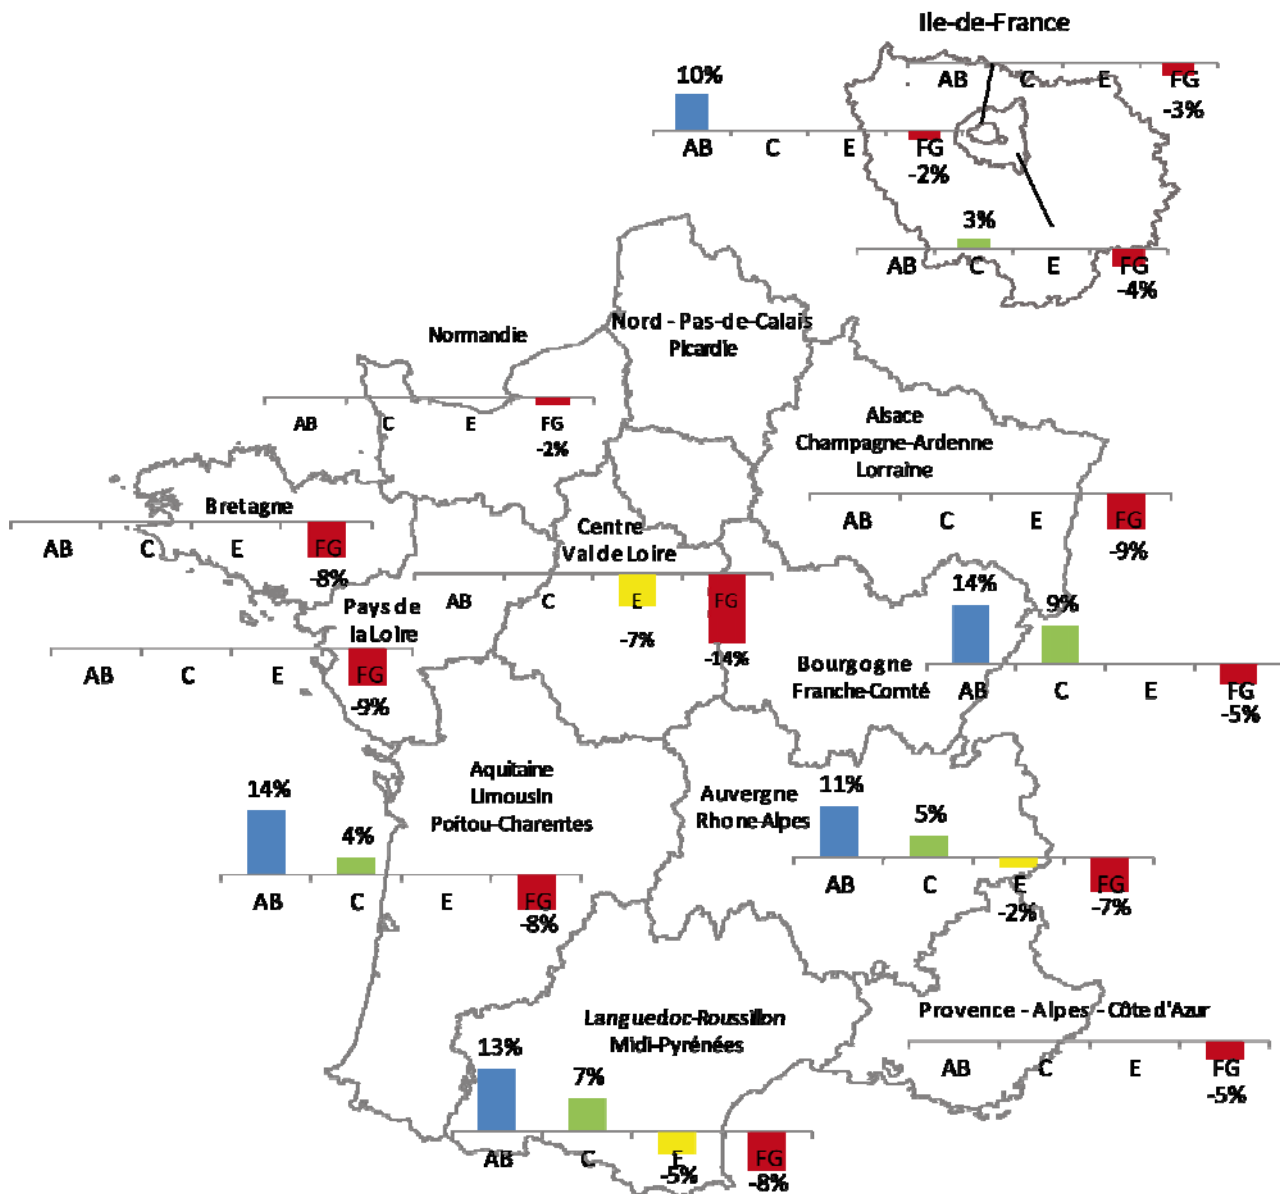 Ile-de-France
10%
AB C E FG
-3%
AB C E FG
-2%
3%
AB C E FG
-4%
Normandie
Nord - Pas-de-Calais
Picardie
AB C E FG
-2%
Alsace
Champagne-Ardenne
Lorraine
AB C E FG
-9%
Bretagne
AB C E FG
-8%
Centre
Val de Loire
AB C E FG
-7%
-14%
Pays de
la Loire
AB C E FG
-9%
14%
9%
Bourgogne
Franche-Comté
AB C E FG
-5%
Aquitaine
Limousin
Poitou-Charentes
14%
4%
AB C E FG
-8%
Auvergne
Rhone-Alpes
11%
5%
AB C E FG
-2%
-7%
Provence - Alpes - Côte d'Azur
AB C E FG
-5%
Languedoc-Roussillon
Midi-Pyrénées
13%
7%
AB C E FG
-5%
-8%